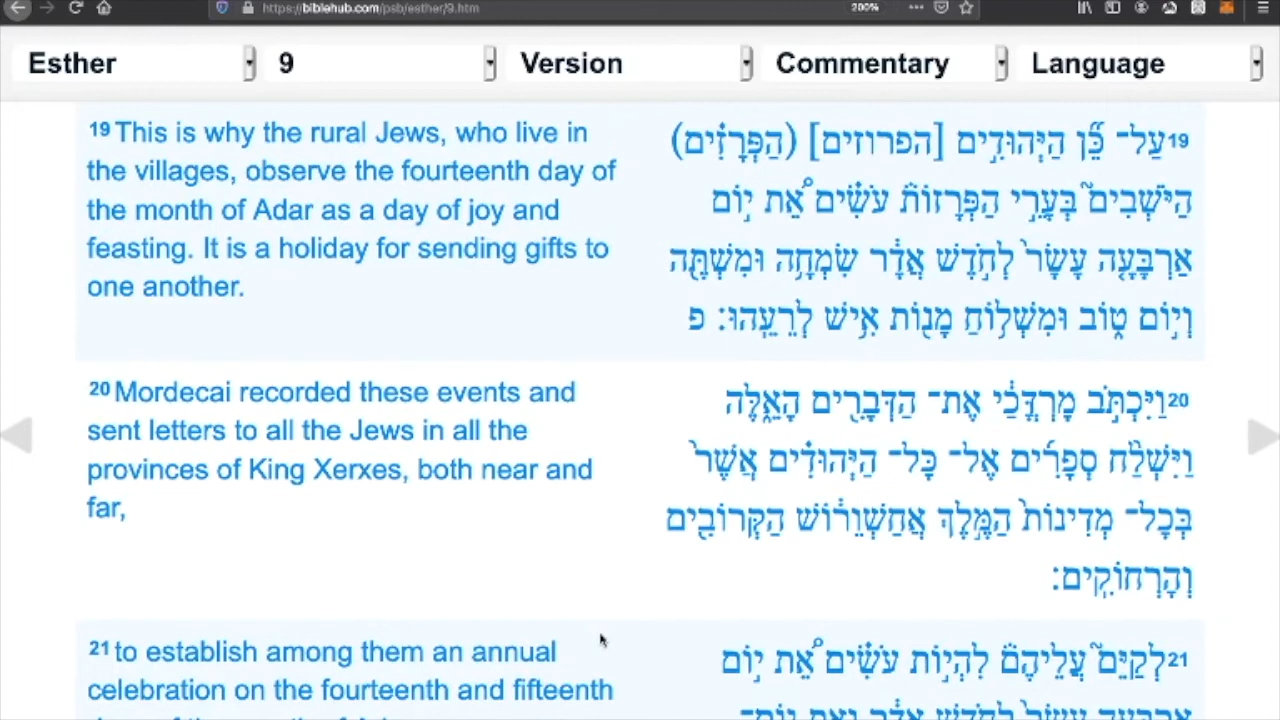 https://biblehub.com/psb/esther/9.htm 200%
Esther 9 Version Commentary Language
19 This is why the rural Jews, who live in
the villages, observe the fourteenth day of
the month of Adar as a day of joy and
feasting. It is a holiday for sending gifts to
one another.
19 עַל־ כֵּ֞ן הַיְּהוּדִ֣ים [הפרוזים] (הַפְּרָזִ֗ים)
הַיֹּשְׁבִים֮ בְּעָרֵ֣י הַפְּרָזוֹת֒ עֹשִׂ֗ים אֵ֠ת י֣וֹם
אַרְבָּעָ֤ה עָשָׂר֙ לְחֹ֣דֶשׁ אֲדָ֔ר שִׂמְחָ֥ה וּמִשְׁתֶּ֖ה
וְי֣וֹם ט֑וֹב וּמִשְׁל֥וֹחַ מָנ֖וֹת אִ֥ישׁ לְרֵעֵֽהוּ׃ פ
20 Mordecai recorded these events and
sent letters to all the Jews in all the
provinces of King Xerxes, both near and
far,
20 וַיִּכְתֹּ֣ב מָרְדֳּכַ֔י אֶת־ הַדְּבָרִ֖ים הָאֵ֑לֶּה
וַיִּשְׁלַ֨ח סְפָרִ֜ים אֶל־ כָּל־ הַיְּהוּדִ֗ים אֲשֶׁר֙
בְּכָל־ מְדִינוֹת֙ הַמֶּ֣לֶךְ אֲחַשְׁוֵר֔וֹשׁ הַקְּרוֹבִ֖ים
וְהָרְחוֹקִֽים׃
21 to establish among them an annual
celebration on the fourteenth and fifteenth
21 לְקַיֵּם֮ עֲלֵיהֶם֒ לִהְי֣וֹת עֹשִׂ֗ים אֵ֠ת י֣וֹם